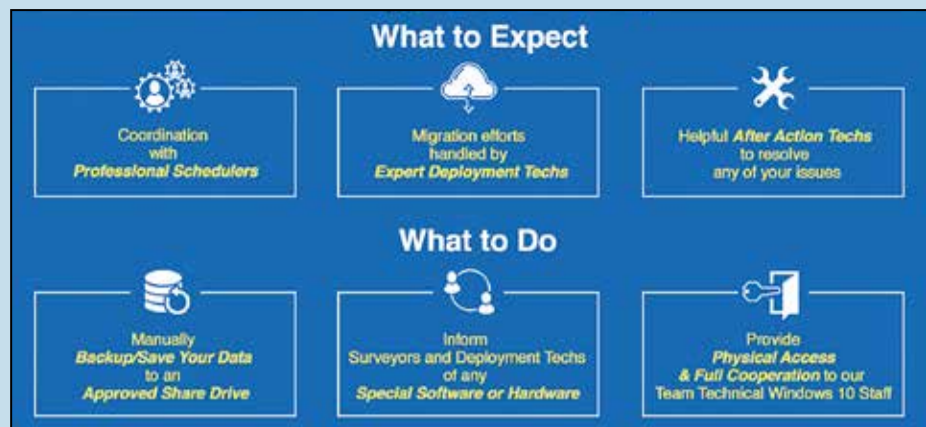 What to Expect
Coordination
with
Professional Schedulers
Migration efforts
handled by
Expert Deployment Techs
Helpful After Action Techs
to resolve
any of your issues
What to Do
Manually
Backup/Save Your Data
to an
Approved Share Drive
Inform
Surveyors and Deployment Techs
of any
Special Software or Hardware
Provide
Physical Access
& Full Cooperation to our
Team Technical Windows 10 Staff